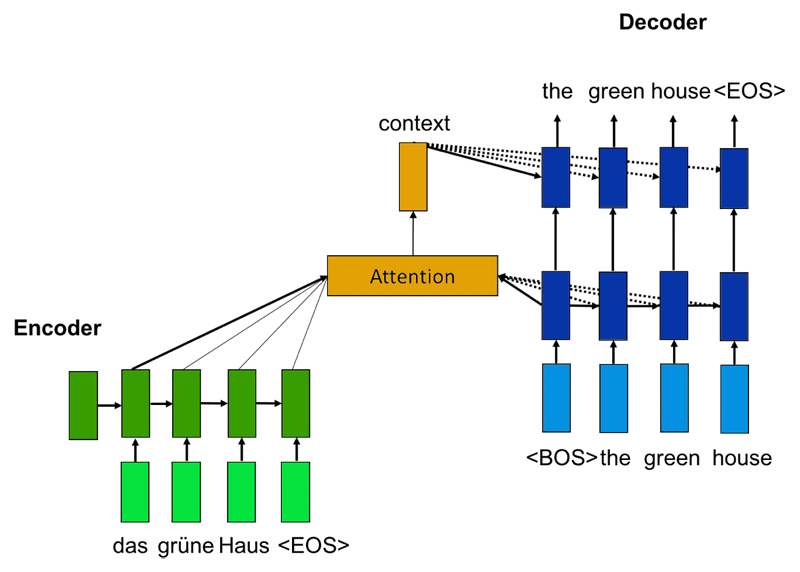 Decoder
the green house <EOS>
context
Attention
Encoder
<BOS> the green house
das grüne Haus <EOS>